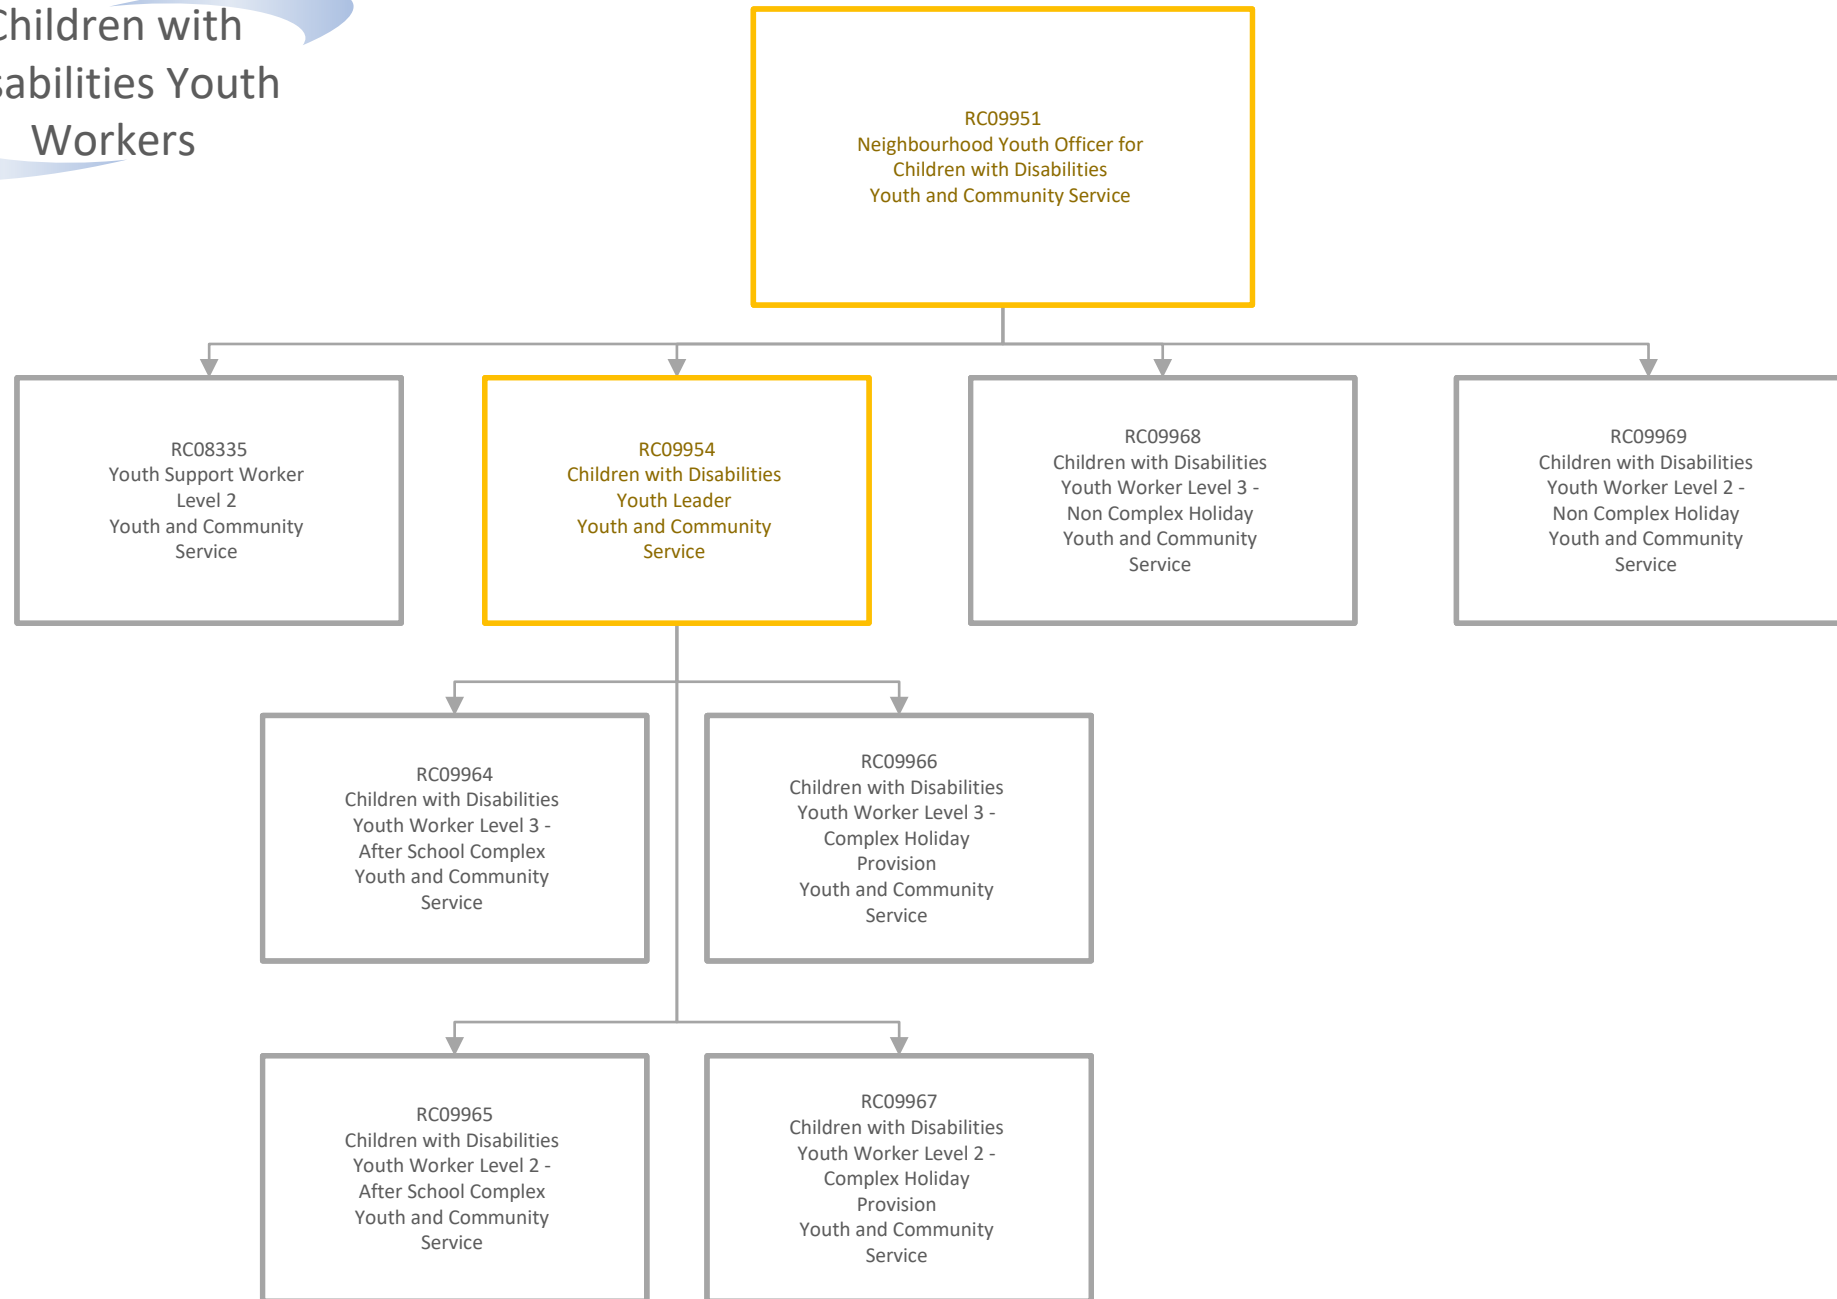 Children with
Disabilities Youth
Workers
RC09951
Neighbourhood Youth Officer for
Children with Disabilities
Youth and Community Service
RC08335
Youth Support Worker
Level 2
Youth and Community
Service
RC09954
Children with Disabilities
Youth Leader
Youth and Community
Service
RC09968
Children with Disabilities
Youth Worker Level 3 -
Non Complex Holiday
Youth and Community
Service
RC09969
Children with Disabilities
Youth Worker Level 2 -
Non Complex Holiday
Youth and Community
Service
RC09964
Children with Disabilities
Youth Worker Level 3 -
After School Complex
Youth and Community
Service
RC09966
Children with Disabilities
Youth Worker Level 3 -
Complex Holiday
Provision
Youth and Community
Service
RC09965
Children with Disabilities
Youth Worker Level 2 -
After School Complex
Youth and Community
Service
RC09967
Children with Disabilities
Youth Worker Level 2 -
Complex Holiday
Provision
Youth and Community
Service